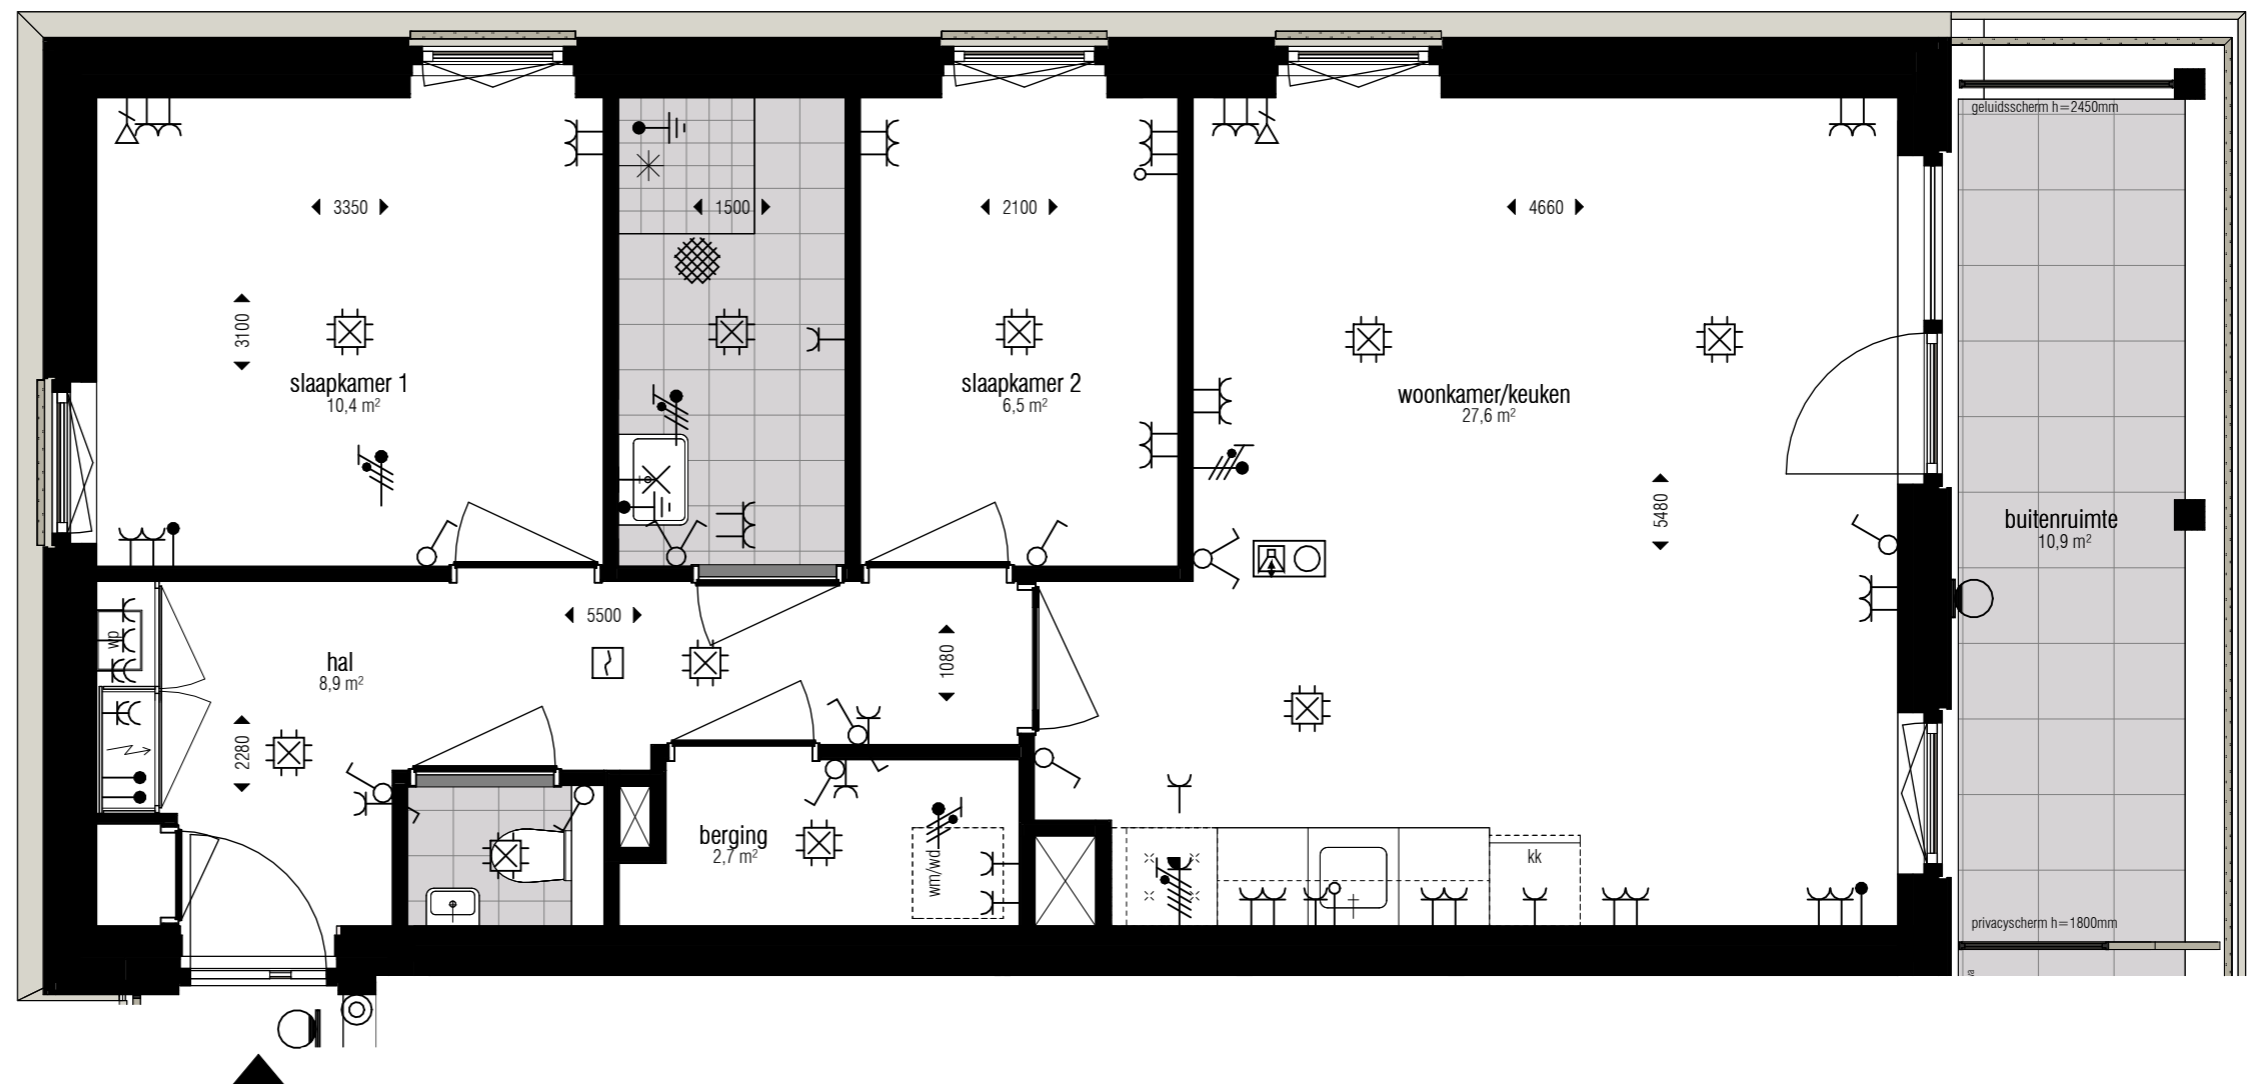 geluidsscherm h=2450mm
3350
1500
2100
4660
3100
slaapkamer 1
10,4 m²
slaapkamer 2
6,5 m²
woonkamer/keuken
27,6 m²
5480
buitenruimte
10,9 m²
5500
wp
hal
8,9 m²
1080
2280
berging
2,7 m²
wm/wd
kk
privacyscherm h=1800mm